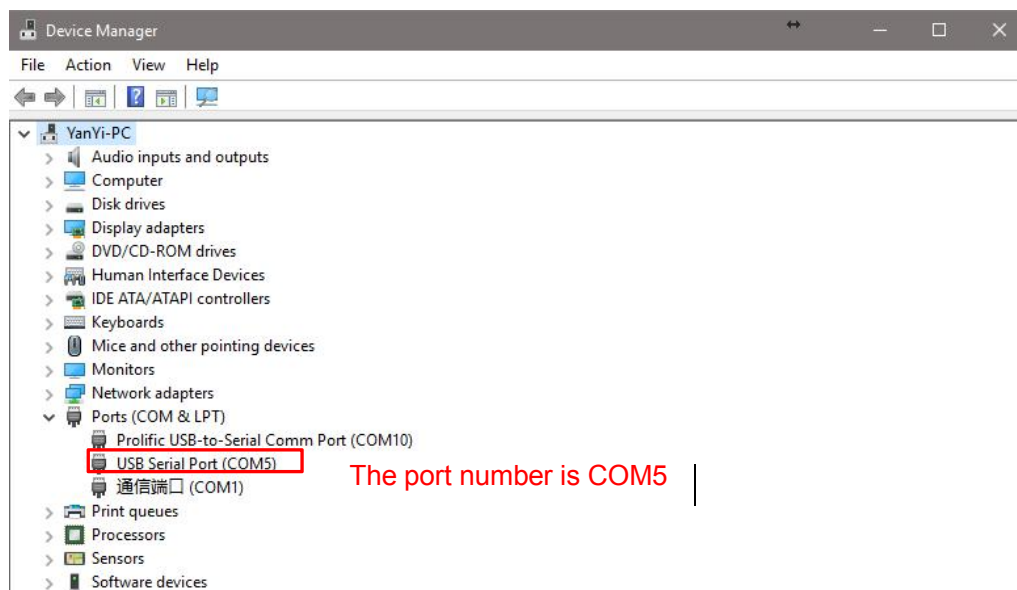 Device Manager
File Action View Help
YanYi-PC
Audio inputs and outputs
Computer
Disk drives
Display adapters
DVD/CD-ROM drives
Human Interface Devices
IDE ATA/ATAPI controllers
Keyboards
Mice and other pointing devices
Monitors
Network adapters
Ports (COM & LPT)
Prolific USB-to-Serial Comm Port (COM10)
USB Serial Port (COM5)
The port number is COM5
通信端口 (COM1)
Print queues
Processors
Sensors
Software devices